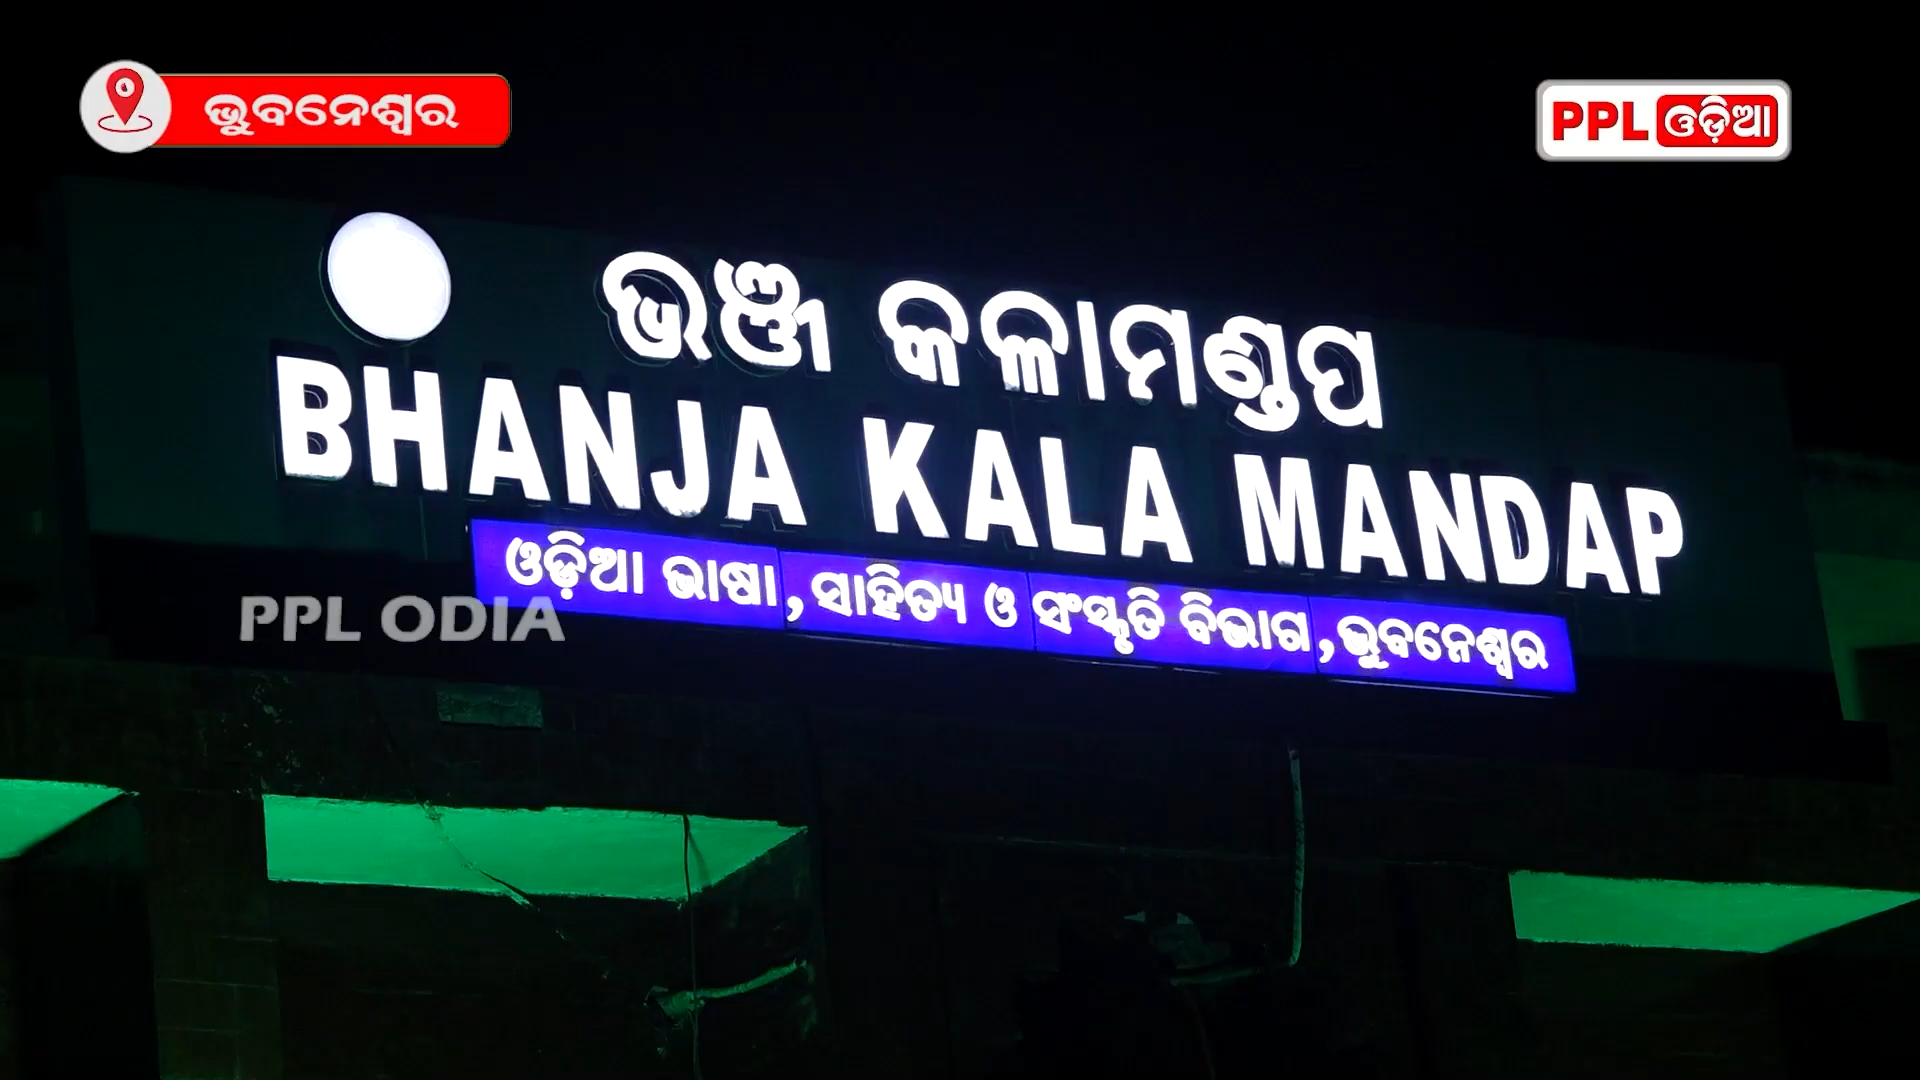 ଭୁବନେଶ୍ୱର
PPL ଓଡ଼ିଆ
ଭଞ୍ଜ କଳାମଣ୍ଡପ
BHANJA KALA MANDAP
ଓଡ଼ିଆ ଭାଷା, ସାହିତ୍ୟ ଓ ସଂସ୍କୃତି ବିଭାଗ, ଭୁବନେଶ୍ୱର
PPL ODIA